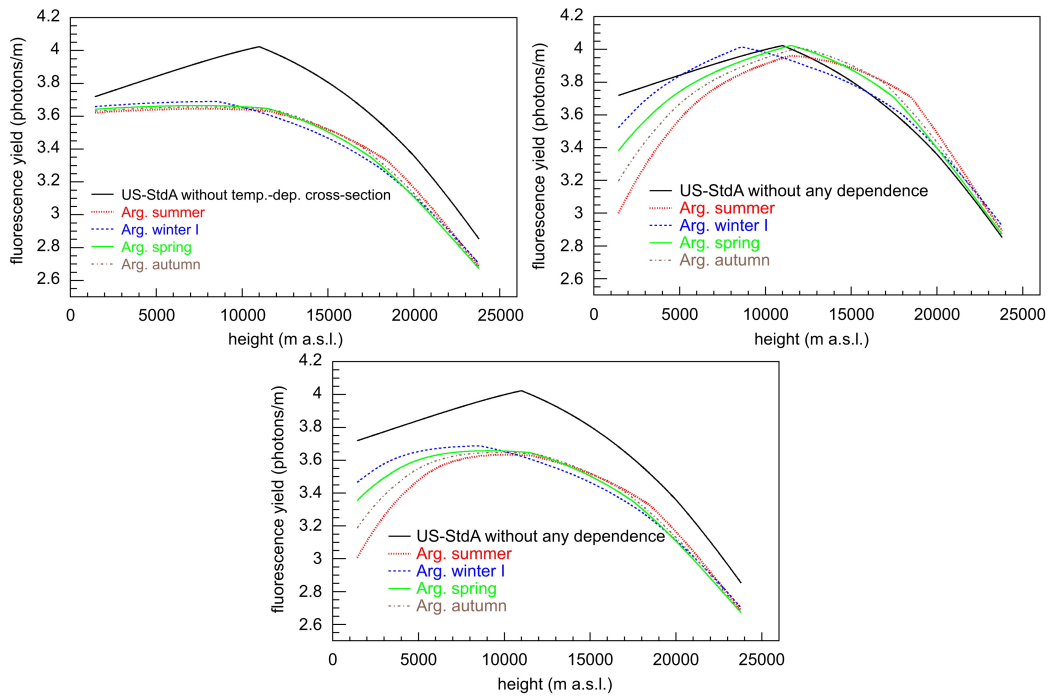 4.2
4
3.8
3.6
3.4
3.2
3
2.8
2.6
fluorescence yield (photons/m)
US-StdA without temp.-dep. cross-section
Arg. summer
Arg. winter I
Arg. spring
Arg. autumn
0 5000 10000 15000 20000 25000
height (m a.s.l.)
4.2
4
3.8
3.6
3.4
3.2
3
2.8
2.6
fluorescence yield (photons/m)
US-StdA without any dependence
Arg. summer
Arg. winter I
Arg. spring
Arg. autumn
0 5000 10000 15000 20000 25000
height (m a.s.l.)
4.2
4
3.8
3.6
3.4
3.2
3
2.8
2.6
fluorescence yield (photons/m)
US-StdA without any dependence
Arg. summer
Arg. winter I
Arg. spring
Arg. autumn
0 5000 10000 15000 20000 25000
height (m a.s.l.)